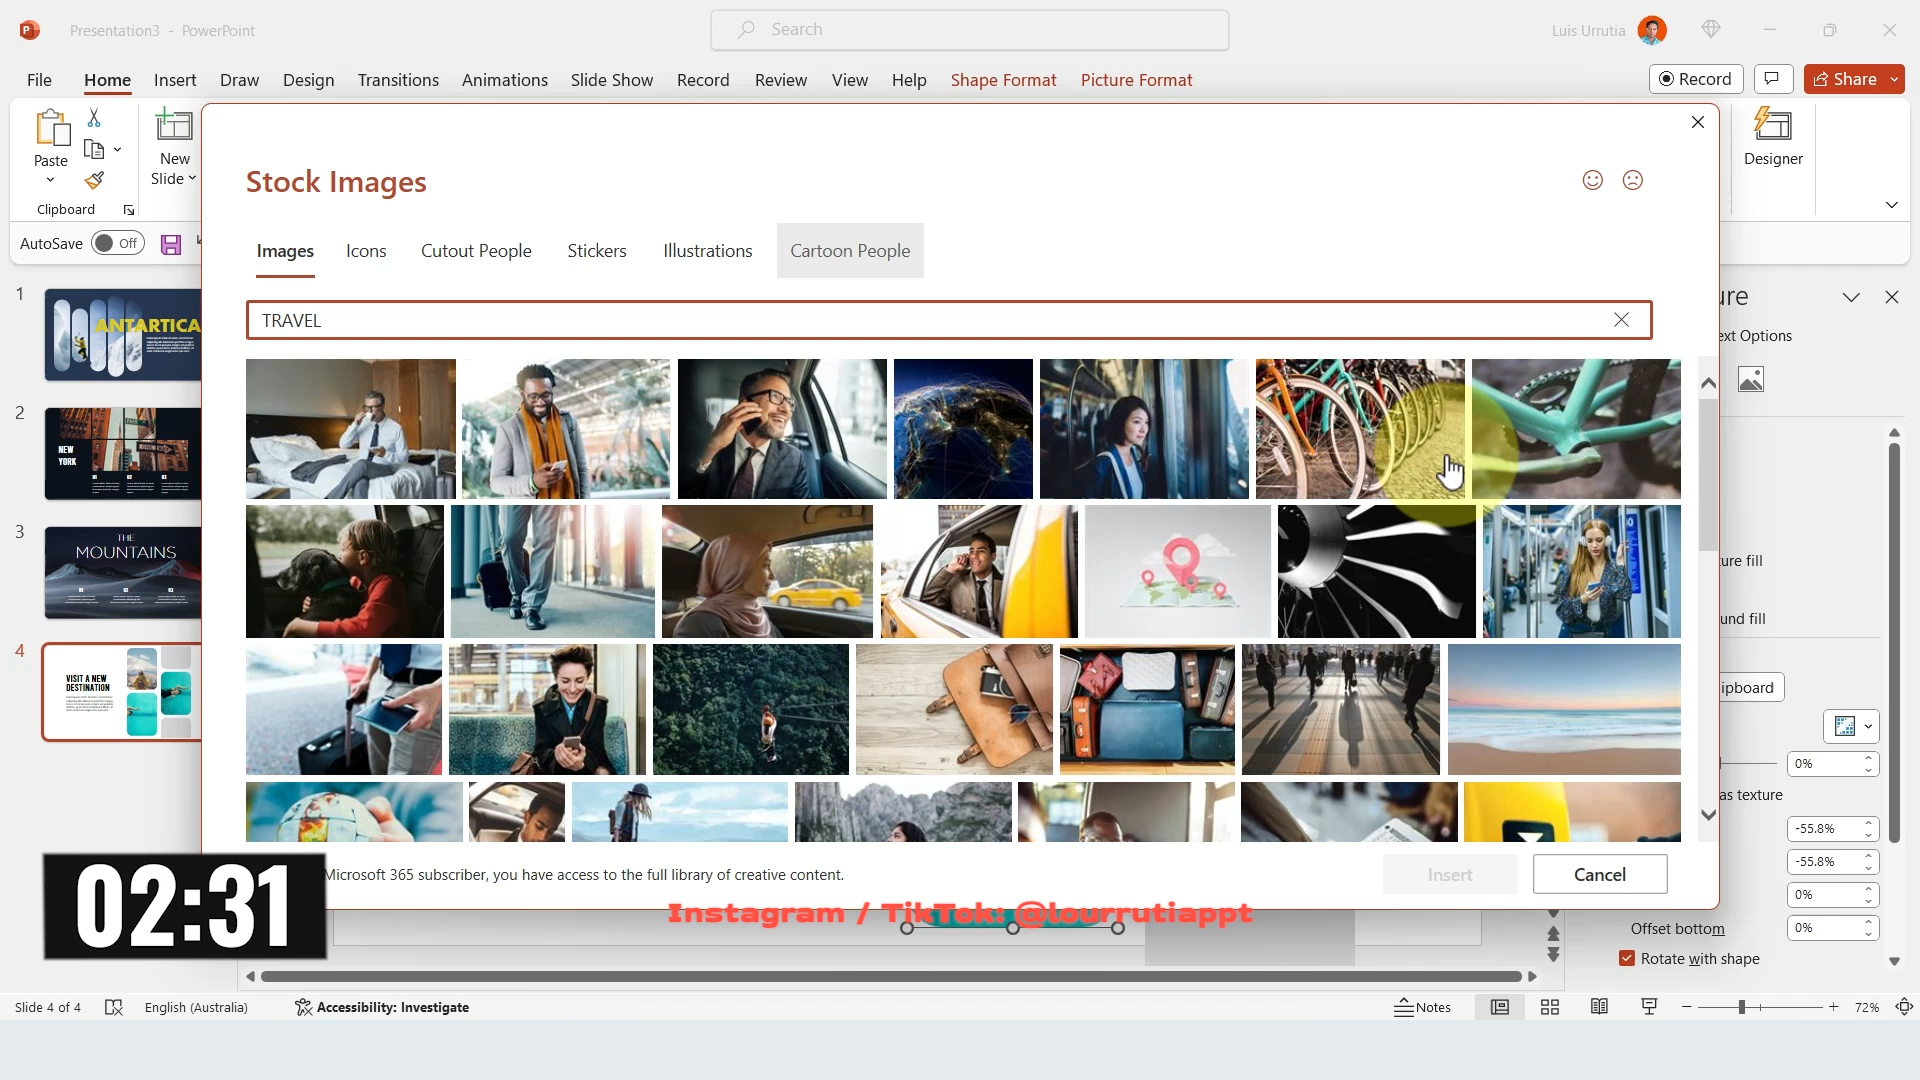 Presentation3 - PowerPoint
Search
Luis Urrutia
File Home Insert Draw Design Transitions Animations Slide Show Record Review View Help Shape Format Picture Format
Record
Share
Paste
New
Slide
Designer
Clipboard
AutoSave Off
Stock Images
Images Icons Cutout People Stickers Illustrations Cartoon People
TRAVEL
1
ANTARTICA
2
NEW
YORK
3
THE
MOUNTAINS
4
VISIT A NEW
DESTINATION
ure
ext Options
ure fill
und fill
ipboard
0%
as texture
-55.8%
-55.8%
0%
Offset bottom 0%
Rotate with shape
Microsoft 365 subscriber, you have access to the full library of creative content.
Insert
Cancel
02:31
Instagram / TikTok: @lourrutiappt
Slide 4 of 4
English (Australia)
Accessibility: Investigate
Notes
72%